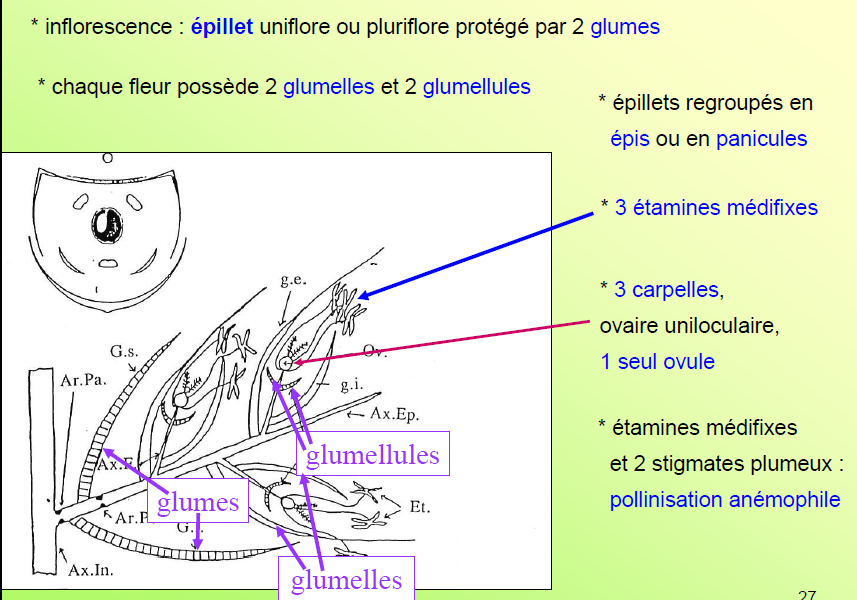 * inflorescence : épillet uniflore ou pluriflore protégé par 2 glumes
* chaque fleur possède 2 glumelles et 2 glumellules
* épillets regroupés en
épis ou en panicules
* 3 étamines médifixes
* 3 carpelles,
ovaire uniloculaire,
1 seul ovule
* étamines médifixes
et 2 stigmates plumeux :
pollinisation anémophile
g.e.
G.s.
Ov.
Ar.Pa.
g.i.
Ax.Ep.
glumellules
glumes
Et.
Ax.In.
glumelles
27